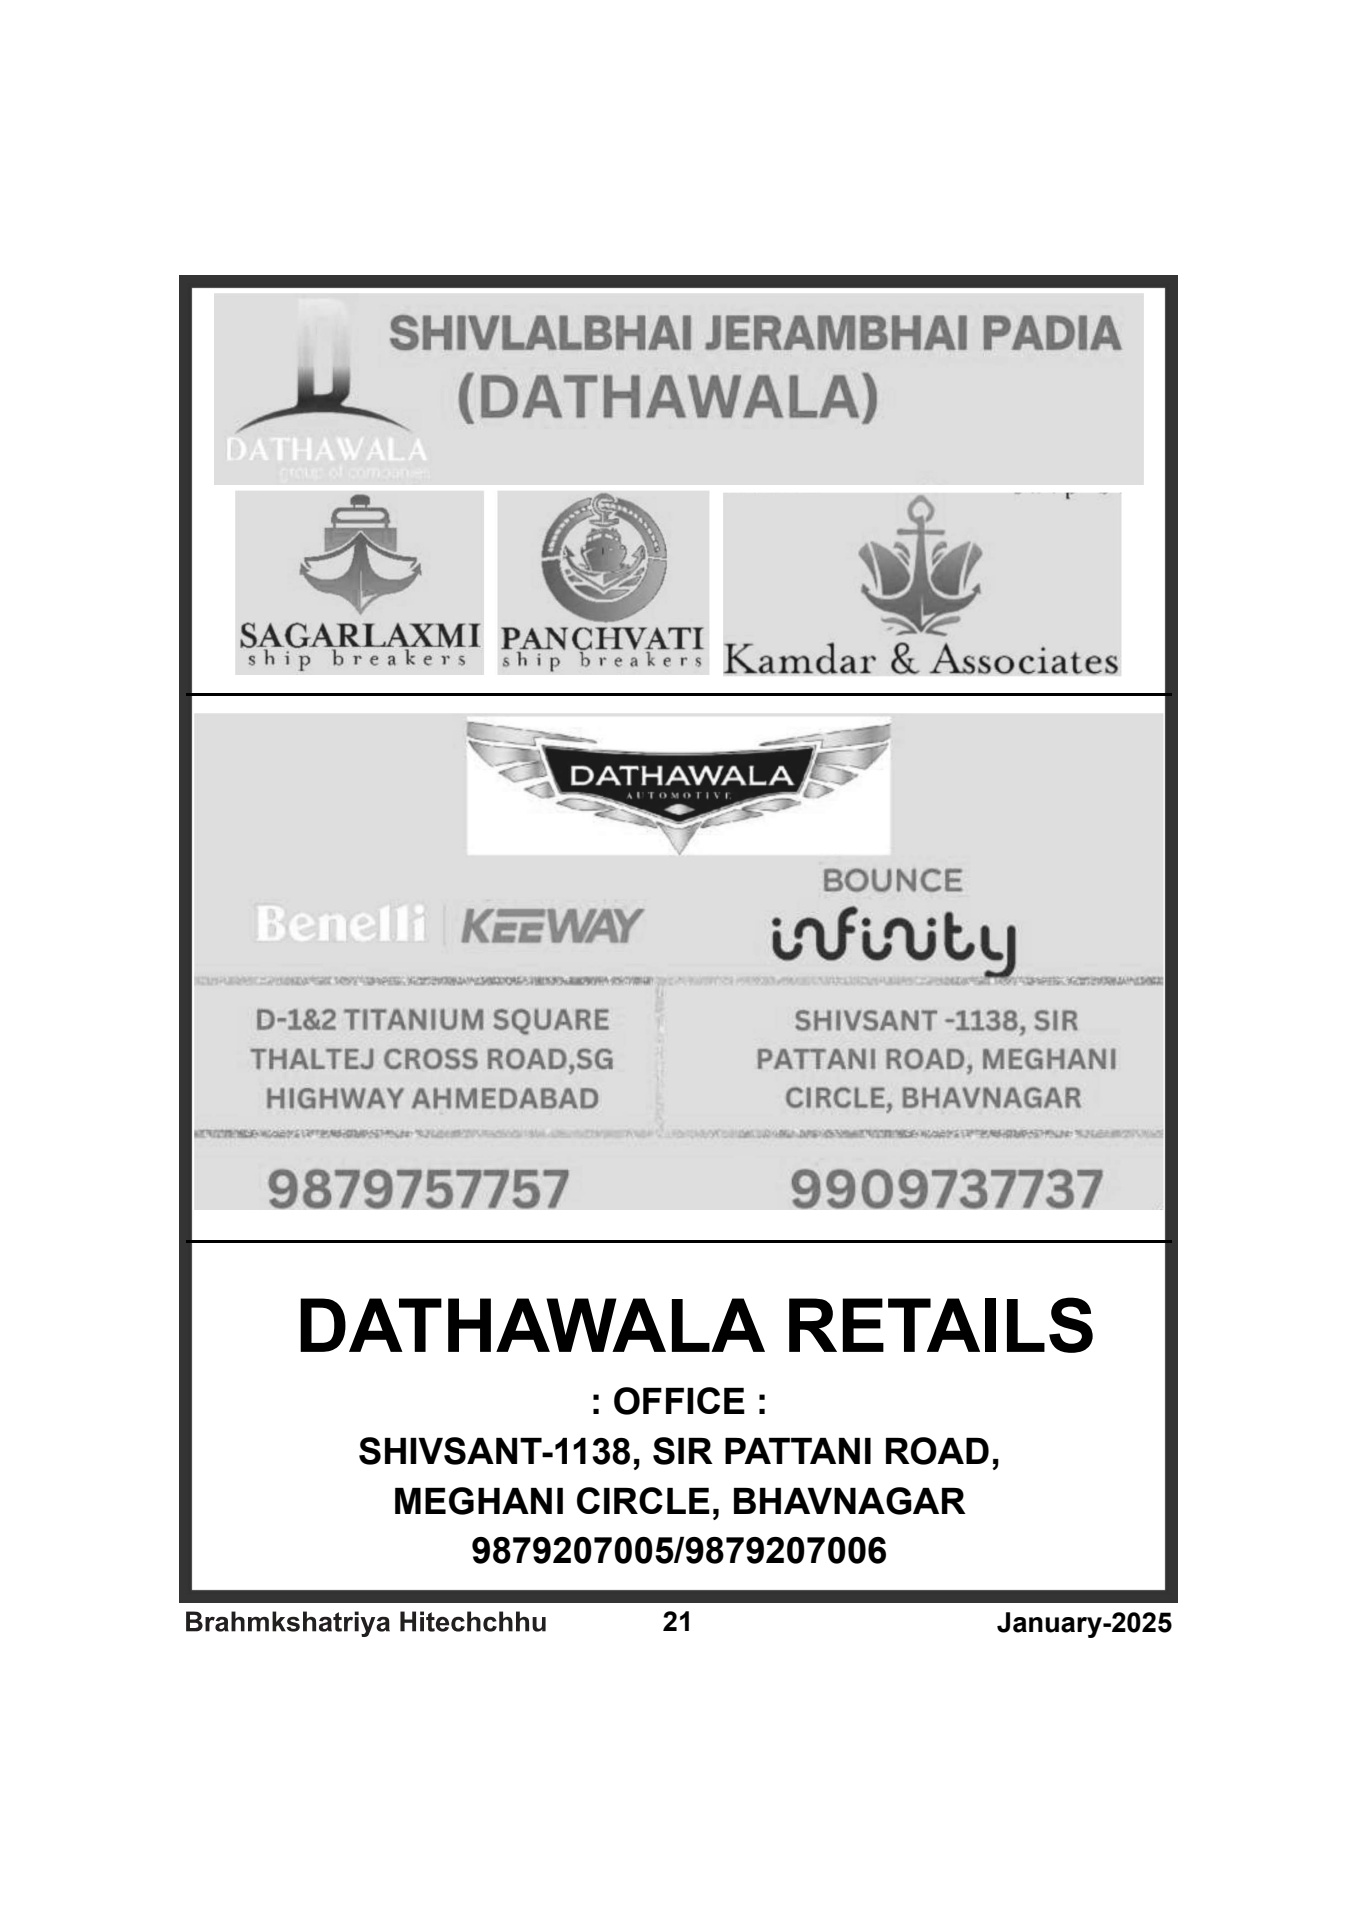 SHIVLALBHAI JERAMBHAI PADIA
(DATHAWALA)
DATHAWALA
group of companies
SAGARLAXMI
ship breakers
PANCHVATI
ship breakers
Kamdar & Associates
DATHAWALA
AUTOMOTIVE
Benelli KEEWAY
BOUNCE
infinity
D-1&2 TITANIUM SQUARE
THALTEJ CROSS ROAD,SG
HIGHWAY AHMEDABAD
SHIVSANT -1138, SIR
PATTANI ROAD, MEGHANI
CIRCLE, BHAVNAGAR
9879757757
9909737737
DATHAWALA RETAILS
: OFFICE :
SHIVSANT-1138, SIR PATTANI ROAD,
MEGHANI CIRCLE, BHAVNAGAR
9879207005/9879207006
Brahmkshatriya Hitechchhu 21 January-2025